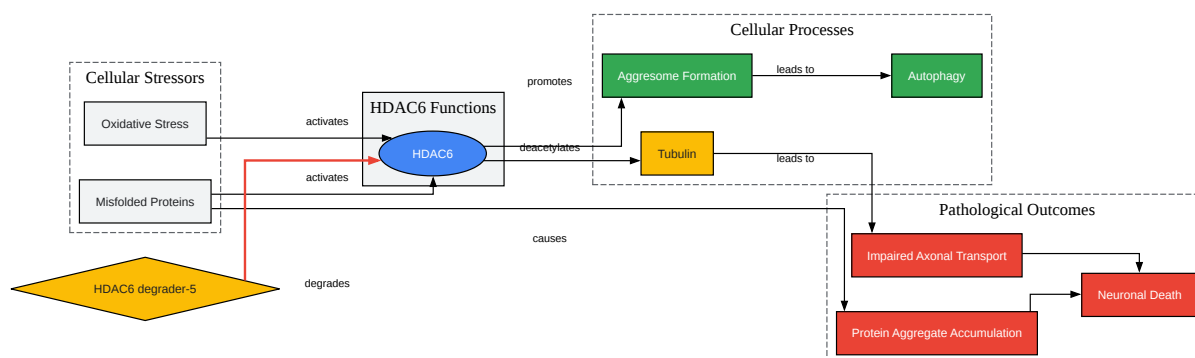 Cellular Processes
promotes
Aggresome Formation
leads to
Autophagy
Cellular Stressors
Oxidative Stress
activates
HDAC6 Functions
HDAC6
deacetylates
Tubulin
leads to
Misfolded Proteins
activates
causes
Pathological Outcomes
Impaired Axonal Transport
HDAC6 degrader-5
degrades
Neuronal Death
Protein Aggregate Accumulation